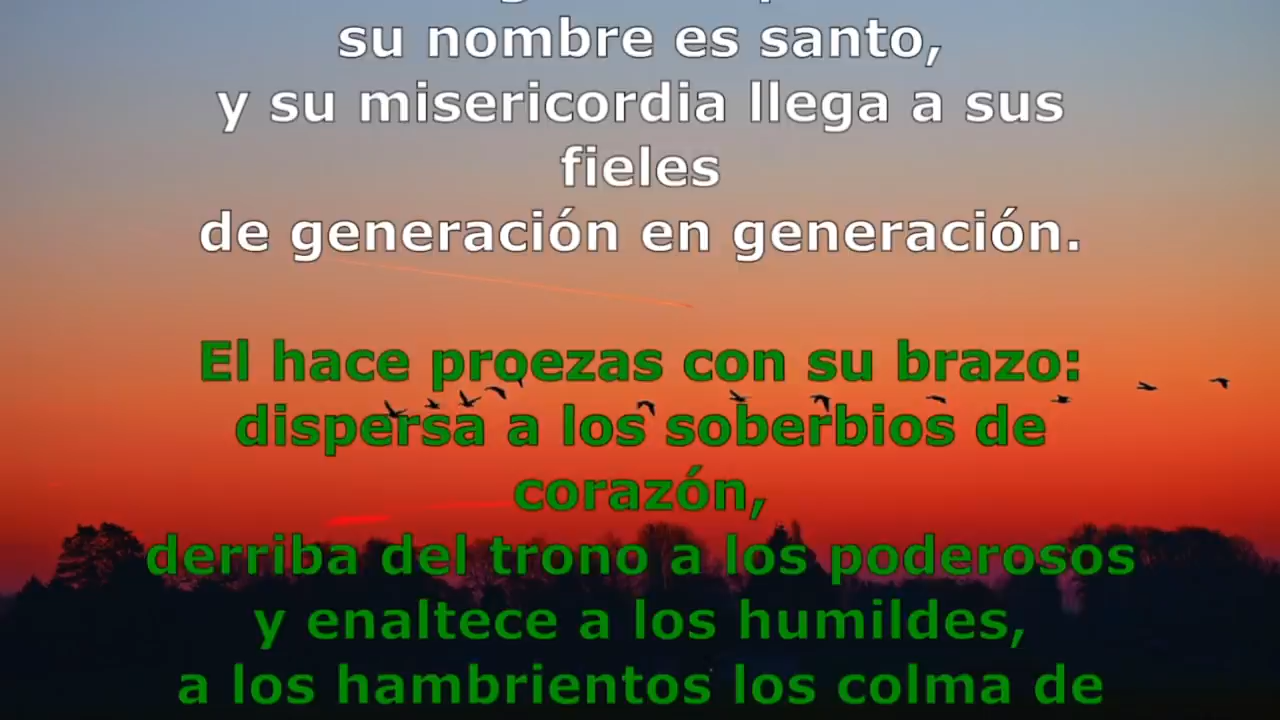 su nombre es santo,
y su misericordia llega a sus
fieles
de generación en generación.
El hace proezas con su brazo:
dispersa a los soberbios de
corazón,
derriba del trono a los poderosos
y enaltece a los humildes,
a los hambrientos los colma de